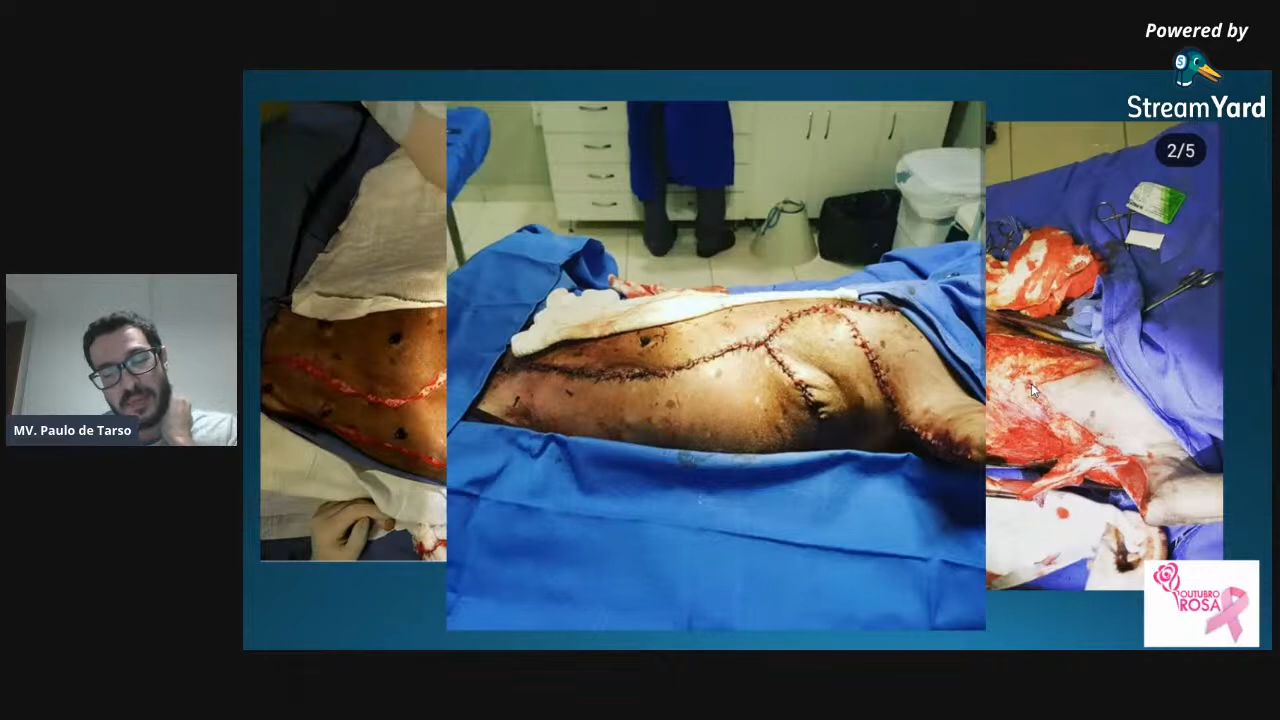 Powered by
StreamYard
2/5
MV. Paulo de Tarso
OUTUBRO
ROSA